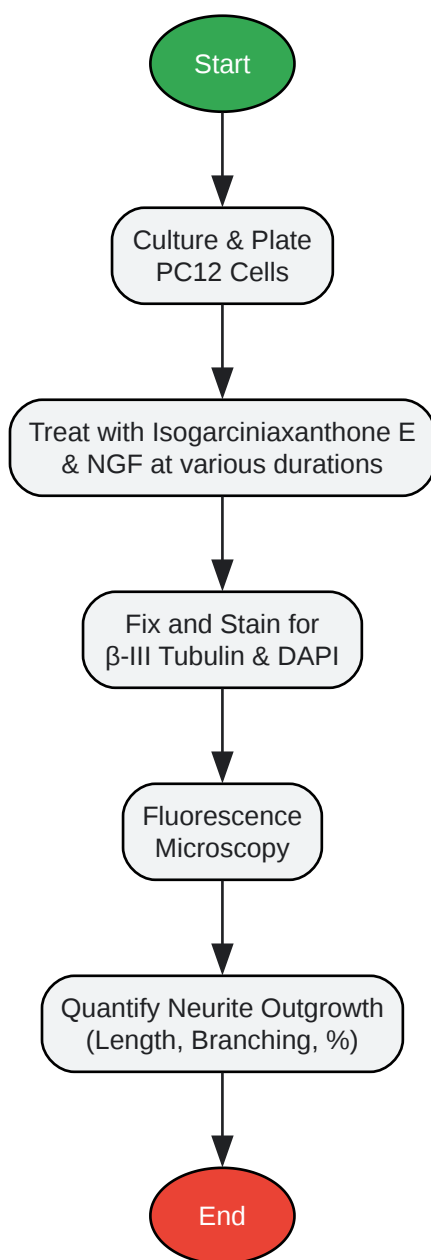 Start
Culture & Plate
PC12 Cells
Treat with Isogarciniaxanthone E
& NGF at various durations
Fix and Stain for
β-III Tubulin & DAPI
Fluorescence
Microscopy
Quantify Neurite Outgrowth
(Length, Branching, %)
End